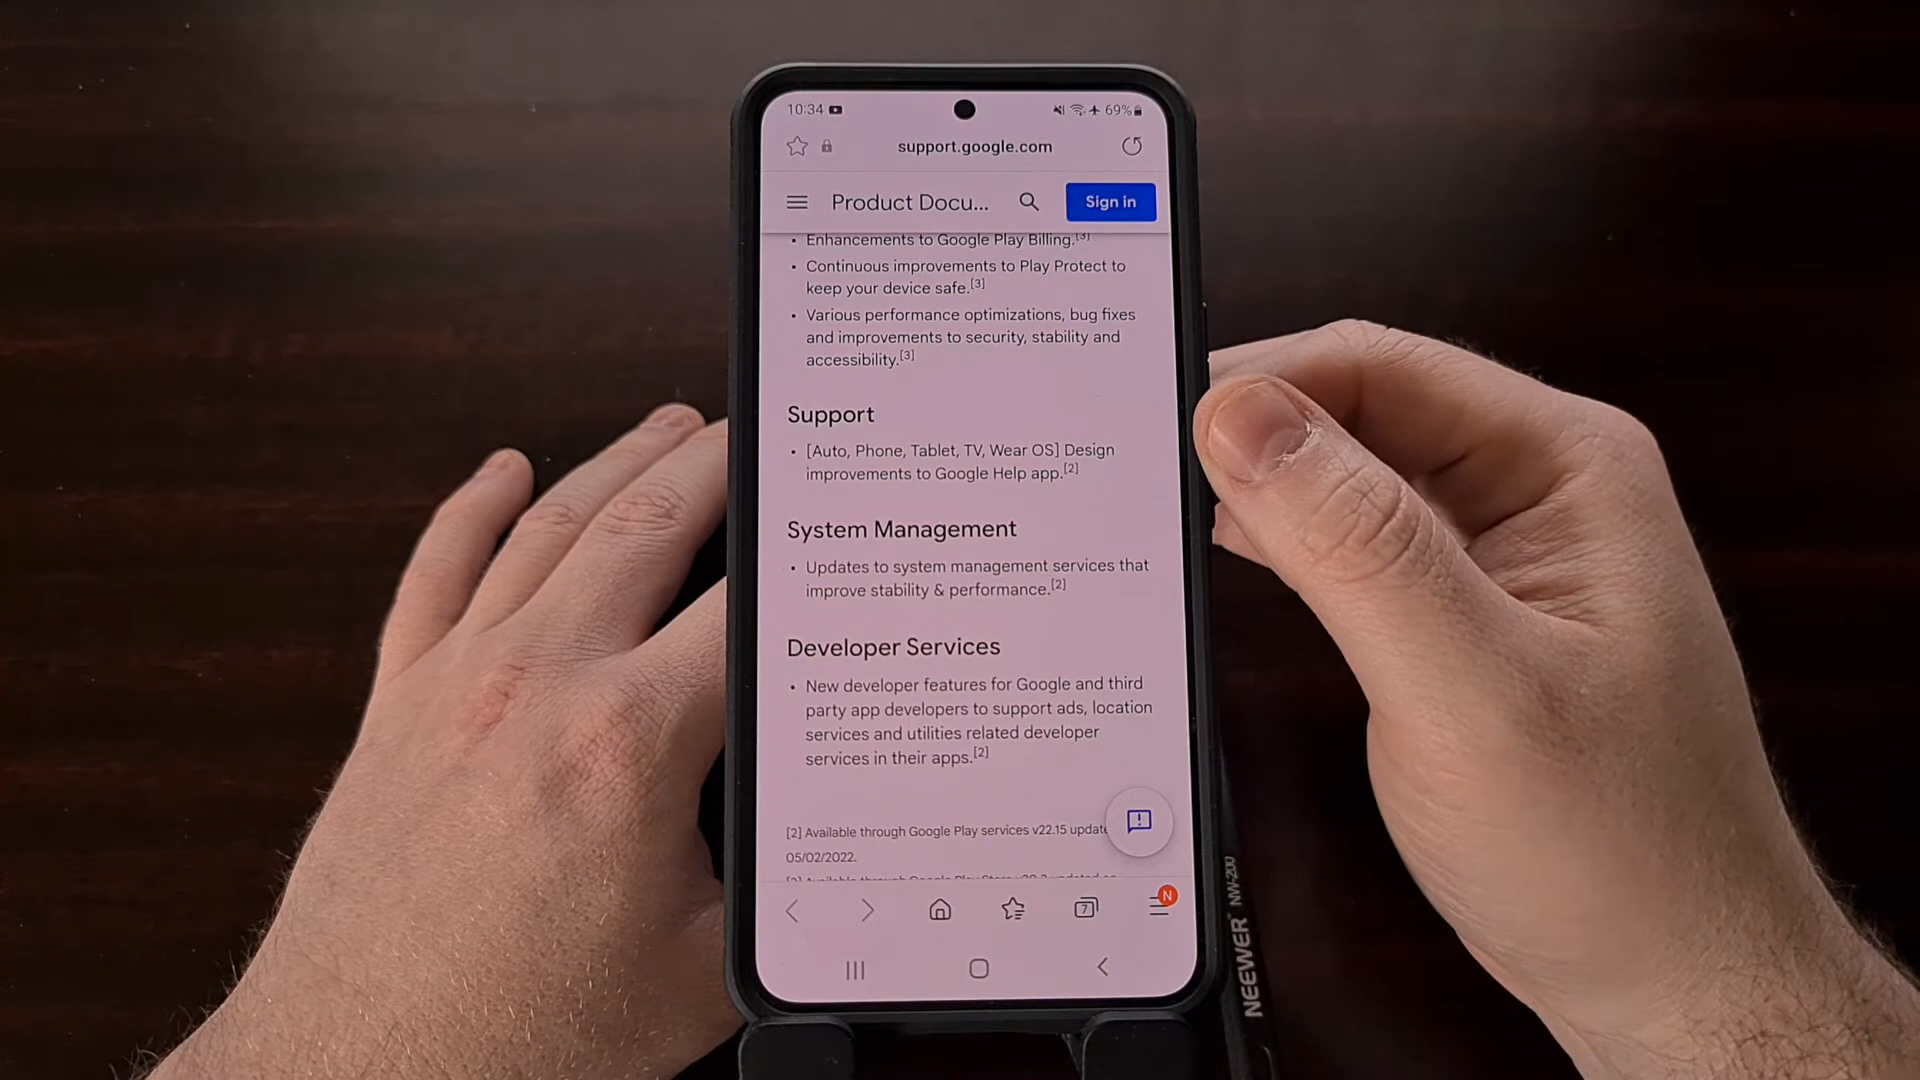 10:34
69%
support.google.com
Product Docu...
Sign in
• Enhancements to Google Play Billing.[3]
• Continuous improvements to Play Protect to
keep your device safe.[3]
• Various performance optimizations, bug fixes
and improvements to security, stability and
accessibility.[3]
Support
• [Auto, Phone, Tablet, TV, Wear OS] Design
improvements to Google Help app.[2]
System Management
• Updates to system management services that
improve stability & performance.[2]
Developer Services
• New developer features for Google and third
party app developers to support ads, location
services and utilities related developer
services in their apps.[2]
[2] Available through Google Play services v22.15 update
05/02/2022.
7
N
NEEWER NW-200